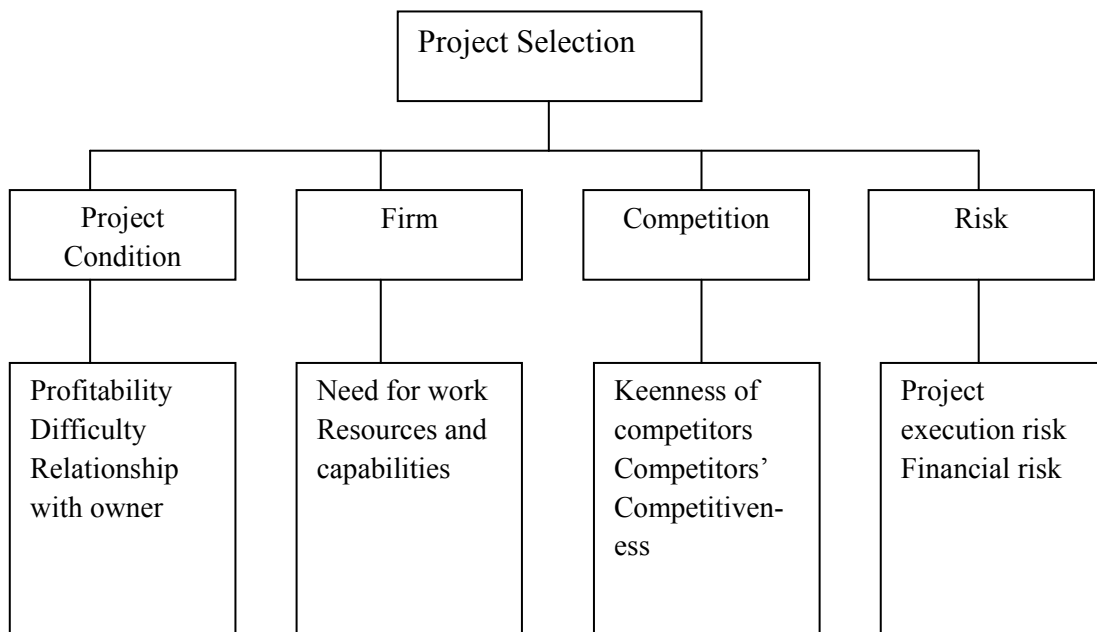 Project Selection
Project
Condition
Firm
Competition
Risk
Profitability
Difficulty
Relationship
with owner
Need for work
Resources and
capabilities
Keenness of
competitors
Competitors’
Competitiven-
ess
Project
execution risk
Financial risk